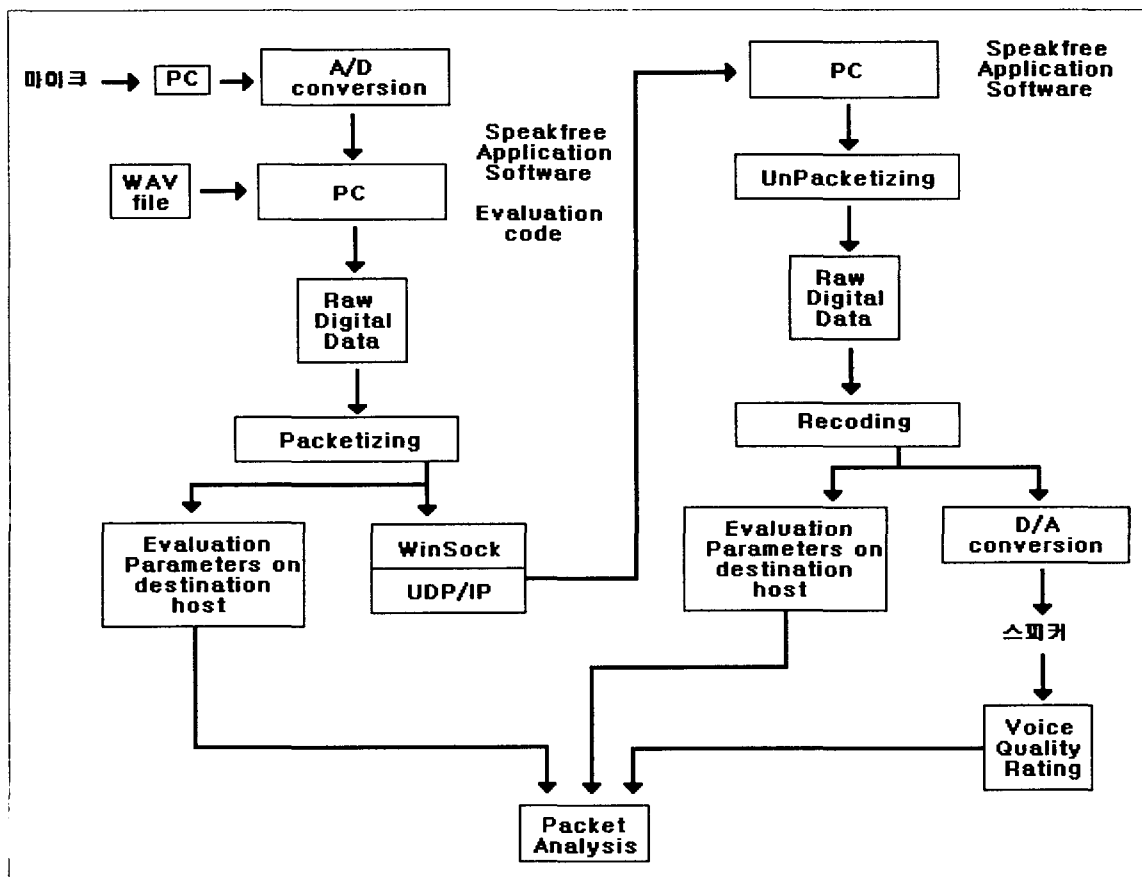 마이크
PC
A/D
conversion
WAV
file
PC
Speakfree
Application
Software
Evaluation
code
Raw
Digital
Data
Packetizing
Evaluation
Parameters on
destination
host
WinSock
UDP/IP
PC
Speakfree
Application
Software
UnPacketizing
Raw
Digital
Data
Recoding
Evaluation
Parameters on
destination
host
D/A
conversion
스피커
Voice
Quality
Rating
Packet
Analysis